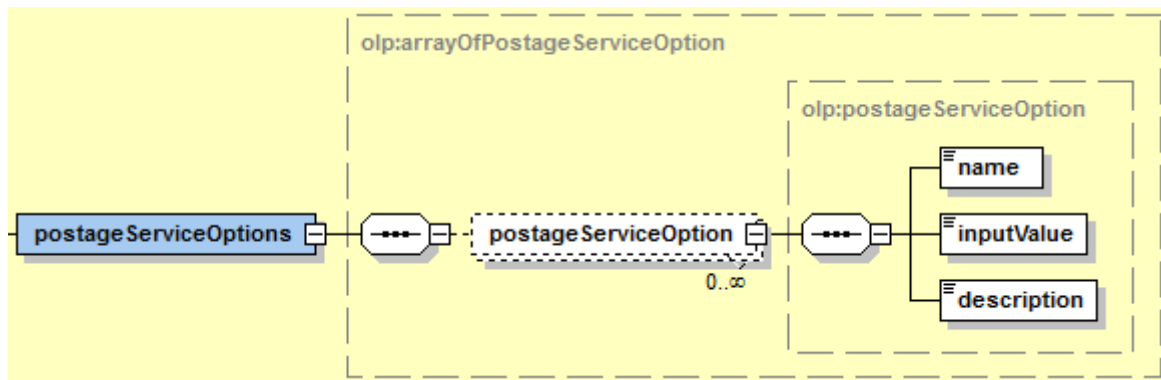 olp:arrayOfPostageServiceOption
olp:postageServiceOption
name
postageServiceOptions
postageServiceOption
inputValue
0..∞
description